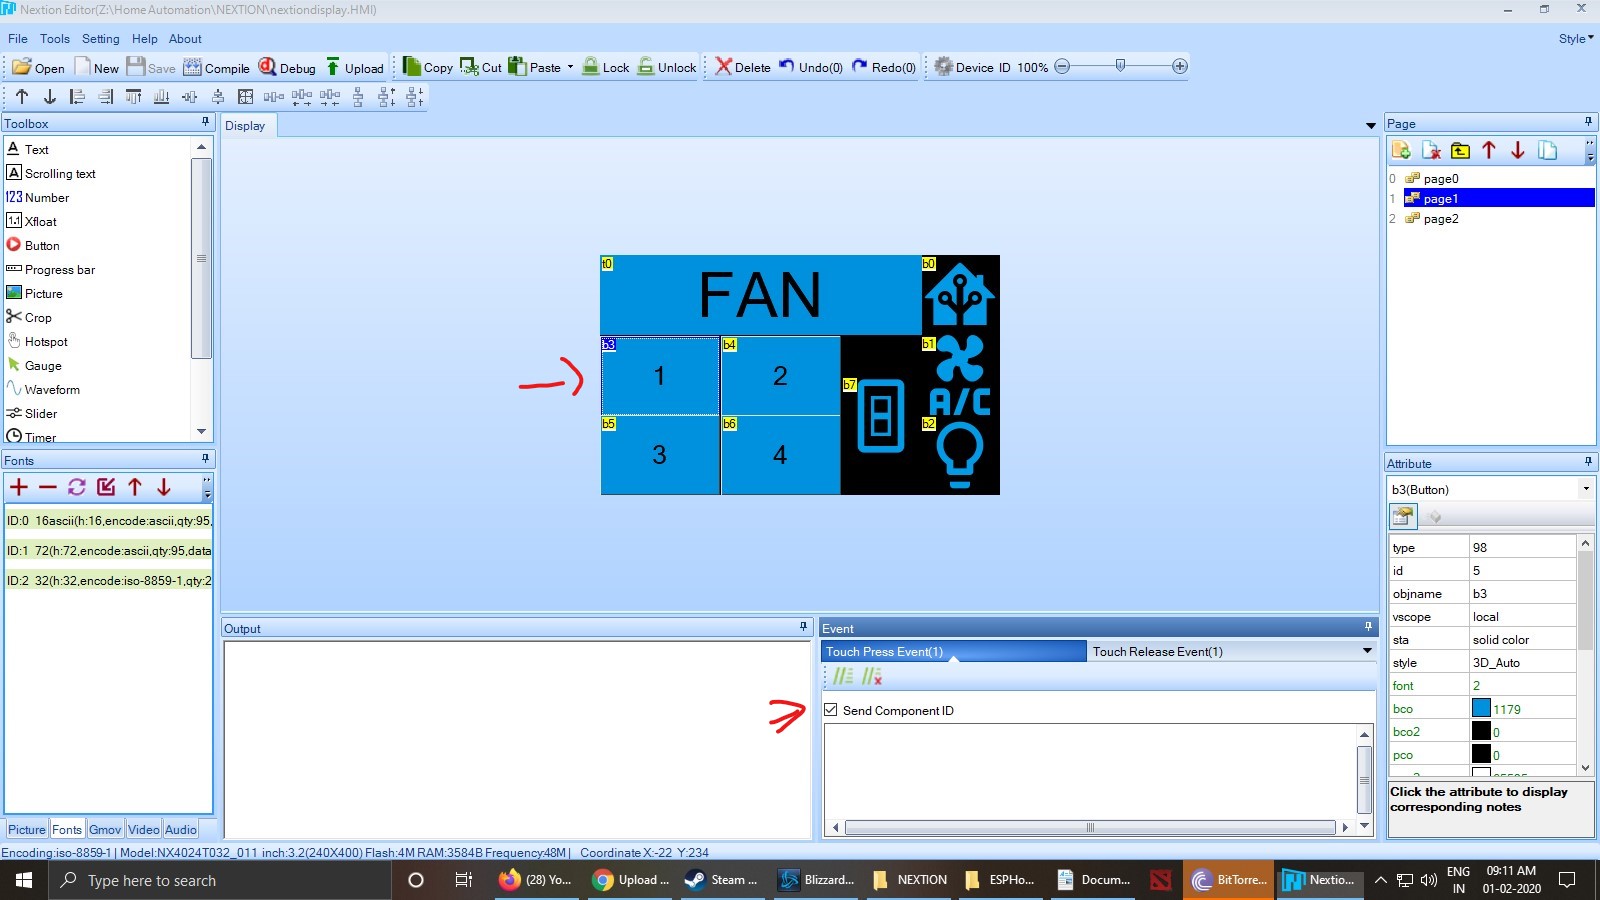 Nextion Editor(Z:\Home Automation\NEXTION\nextiondisplay.HMI)
File Tools Setting Help About Style
Open New Save Compile Debug Upload Copy Cut Paste Lock Unlock Delete Undo(0) Redo(0) Device ID 100%
Toolbox
Text
Scrolling text
123 Number
Xfloat
Button
Progress bar
Picture
Crop
Hotspot
Gauge
Waveform
Slider
Timer
Fonts
ID:0 16ascii(h:16,encode:ascii,qty:95,
ID:1 72(h:72,encode:ascii,qty:95,data
ID:2 32(h:32,encode:iso-8859-1,qty:2
Picture Fonts Gmov Video Audio
Display
t0 FAN b0
b3 1 b4 2 b1
b7 A/C
b5 3 b6 4 b2
Output
Event
Touch Press Event(1) Touch Release Event(1)
Send Component ID
Page
0 page0
1 page1
2 page2
Attribute
b3(Button)
type 98
id 5
objname b3
vscope local
sta solid color
style 3D_Auto
font 2
bco 1179
bco2 0
pco 0
Click the attribute to display
corresponding notes
Encoding:iso-8859-1 | Model:NX4024T032_011 inch:3.2(240X400) Flash:4M RAM:3584B Frequency:48M | Coordinate X:-22 Y:234
Type here to search
(28) Yo...
Upload ...
Steam ...
Blizzard...
NEXTION
ESPHo...
Docum...
BitTorre...
Nextio...
ENG
IN
09:11 AM
01-02-2020